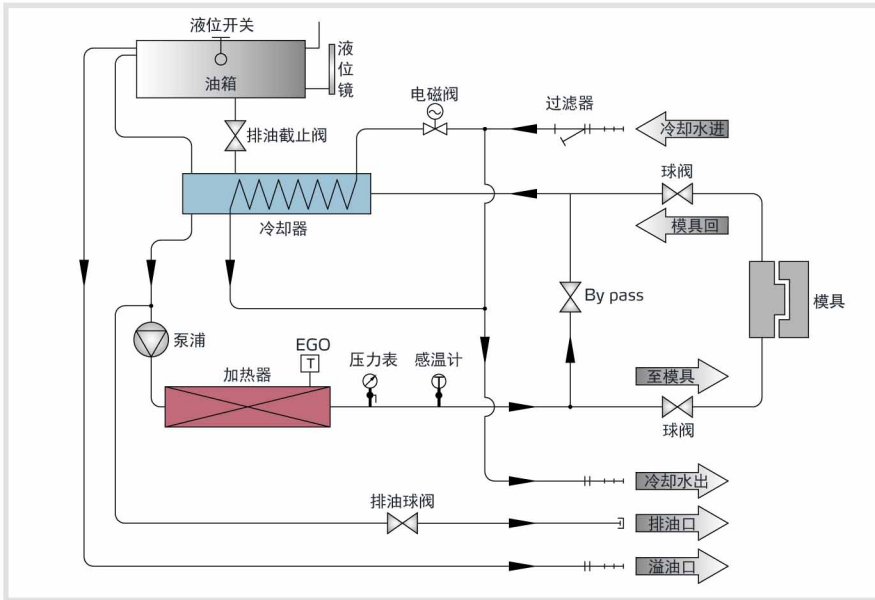 液位开关
液位镜
油箱
电磁阀
过滤器
冷却水进
排油截止阀
球阀
冷却器
模具回
By pass
模具
泵浦
EGO
T
加热器
压力表
感温计
T
至模具
球阀
冷却水出
排油球阀
排油口
溢油口